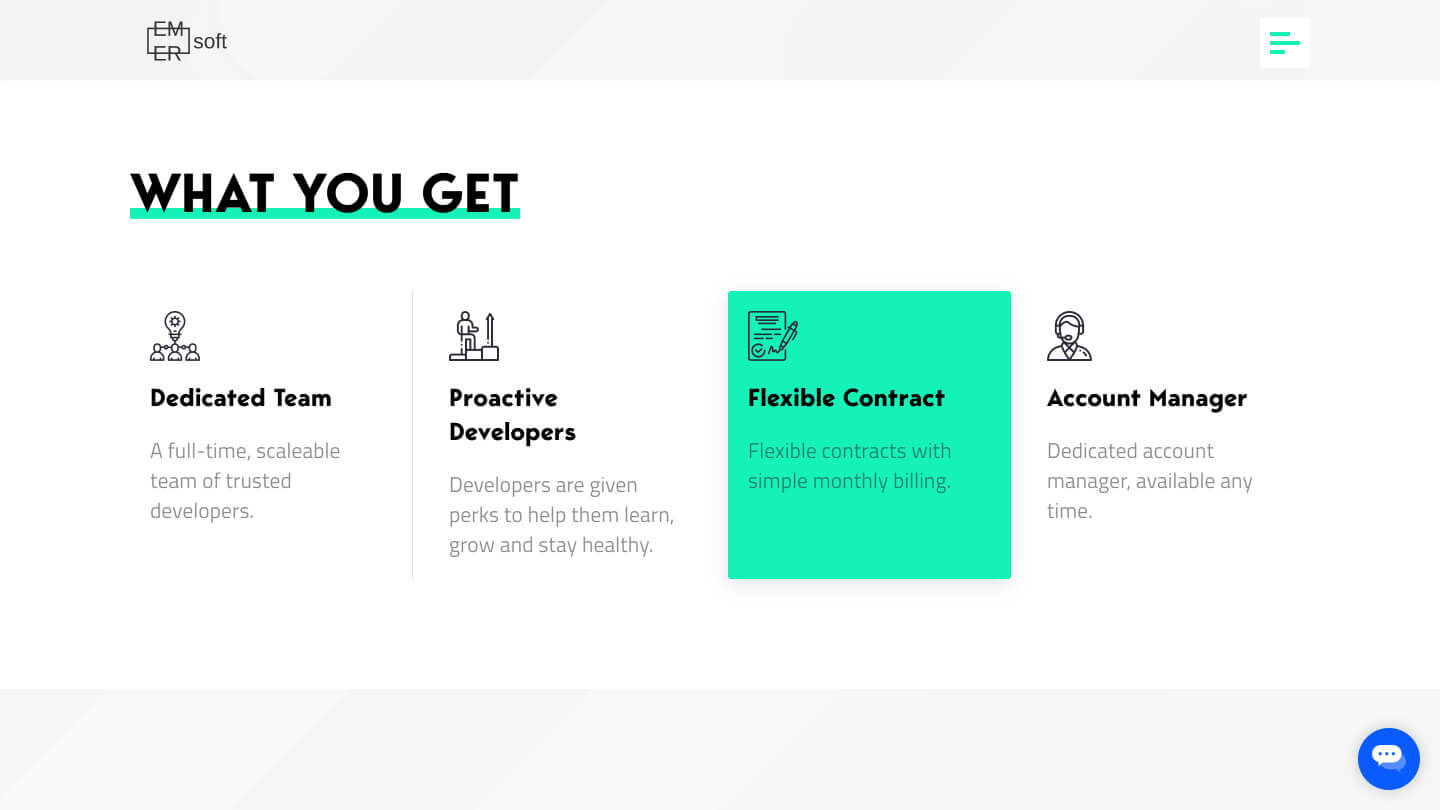 EM
ER soft
WHAT YOU GET
Dedicated Team
A full-time, scaleable
team of trusted
developers.
Proactive
Developers
Developers are given
perks to help them learn,
grow and stay healthy.
Flexible Contract
Flexible contracts with
simple monthly billing.
Account Manager
Dedicated account
manager, available any
time.